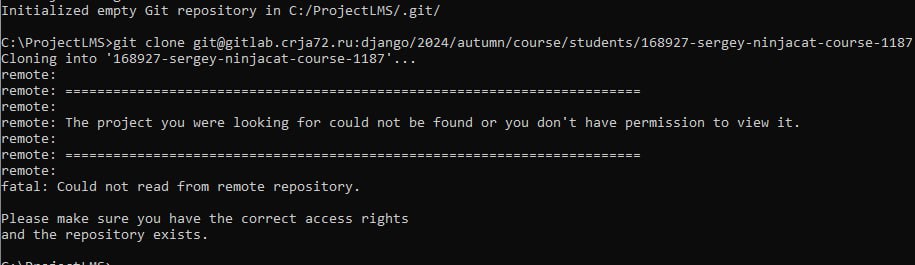 Initialized empty Git repository in C:/ProjectLMS/.git/
C:\ProjectLMS>git clone git@gitlab.crja72.ru:django/2024/autumn/course/students/168927-sergey-ninjacat-course-1187
Cloning into '168927-sergey-ninjacat-course-1187'...
remote:
remote: ========================================================================
remote:
remote: The project you were looking for could not be found or you don't have permission to view it.
remote:
remote: ========================================================================
remote:
fatal: Could not read from remote repository.
Please make sure you have the correct access rights
and the repository exists.
C:\ProjectLMS>